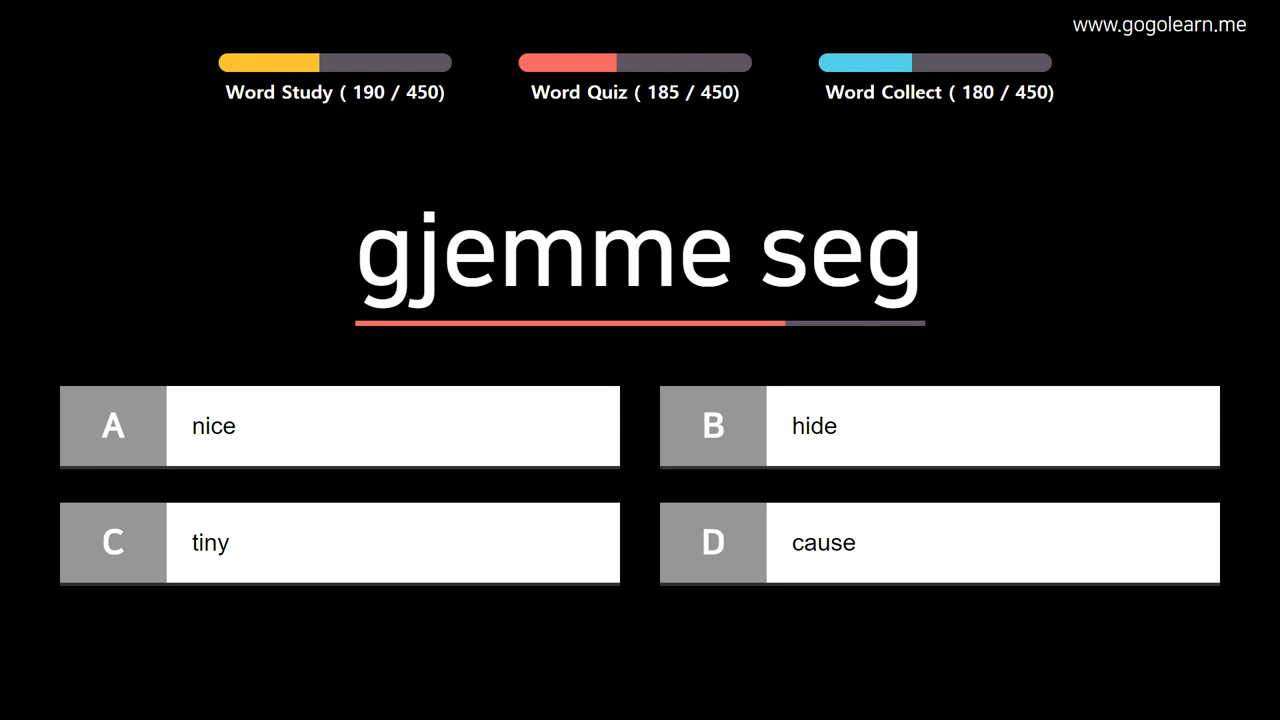 www.gogolearn.me
Word Study ( 190 / 450)
Word Quiz ( 185 / 450)
Word Collect ( 180 / 450)
gjemme seg
A nice
B hide
C tiny
D cause